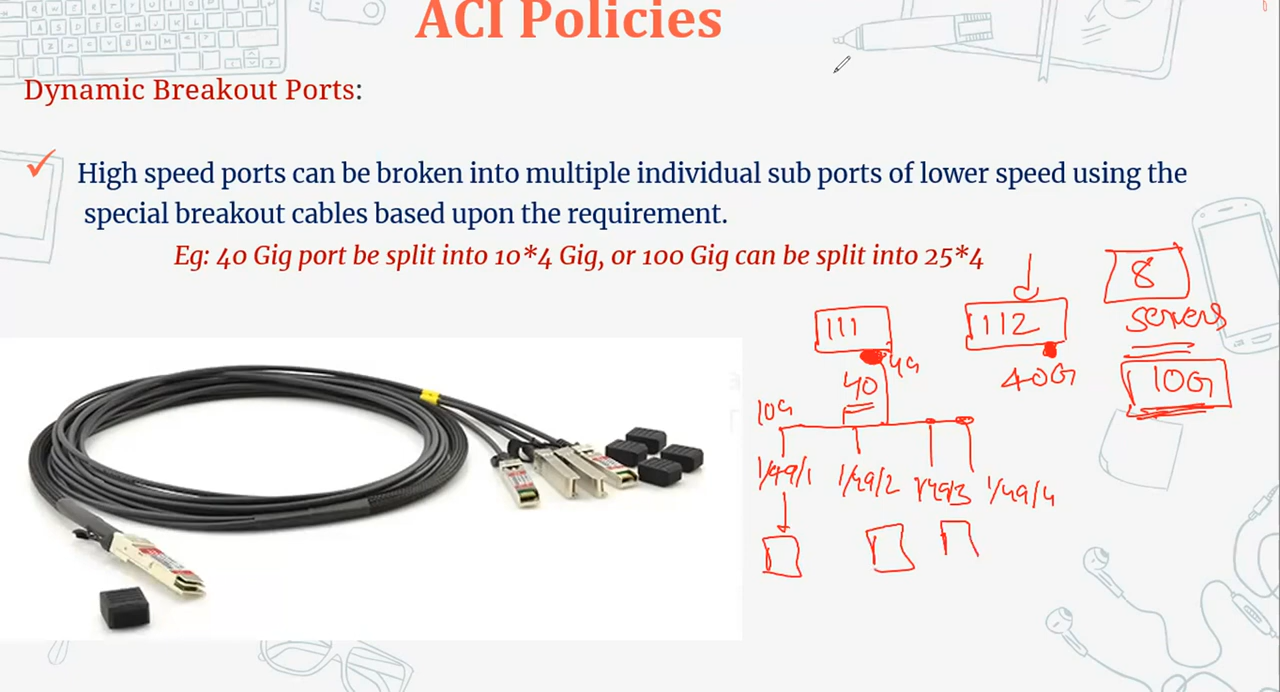 ACI Policies
Dynamic Breakout Ports:
High speed ports can be broken into multiple individual sub ports of lower speed using the
special breakout cables based upon the requirement.
Eg: 40 Gig port be split into 10*4 Gig, or 100 Gig can be split into 25*4
8
servers
10G
111
112
49
40
40G
10G
1/49/1
1/49/2
1/49/3
1/49/4